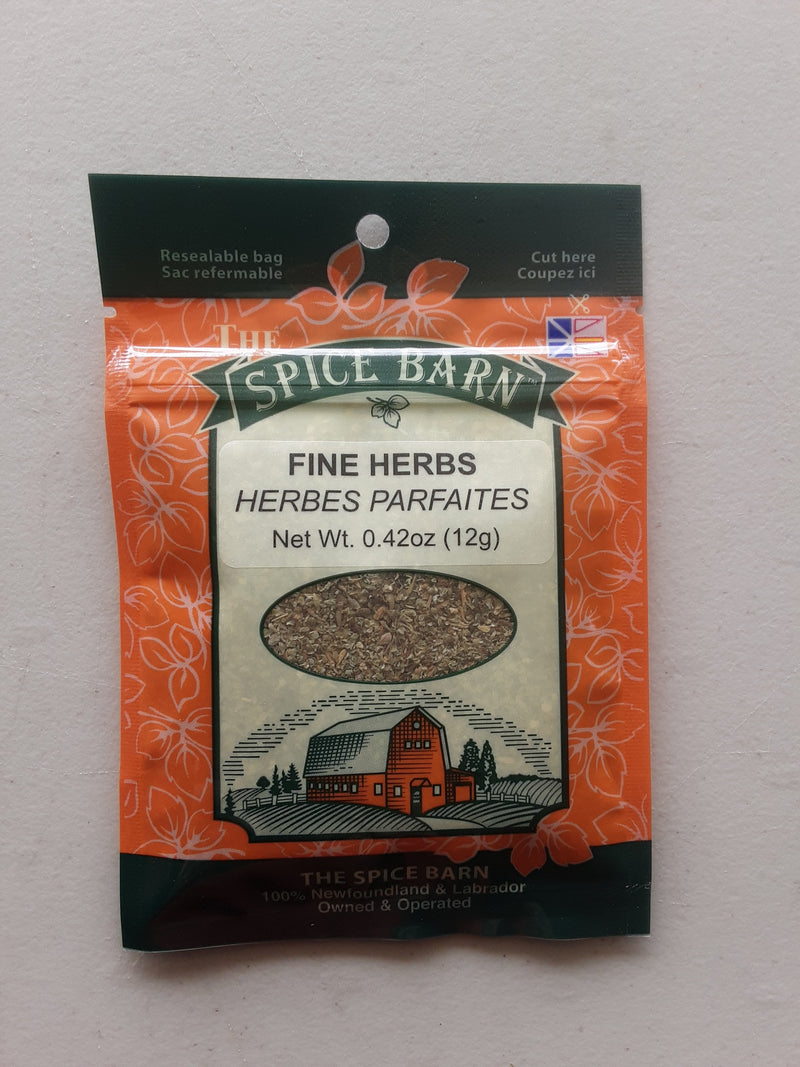 Resealable bag
Sac refermable
Cut here
Coupez ici
THE
SPICE BARN™
FINE HERBS
HERBES PARFAITES
Net Wt. 0.42oz (12g)
THE SPICE BARN
100% Newfoundland & Labrador
Owned & Operated